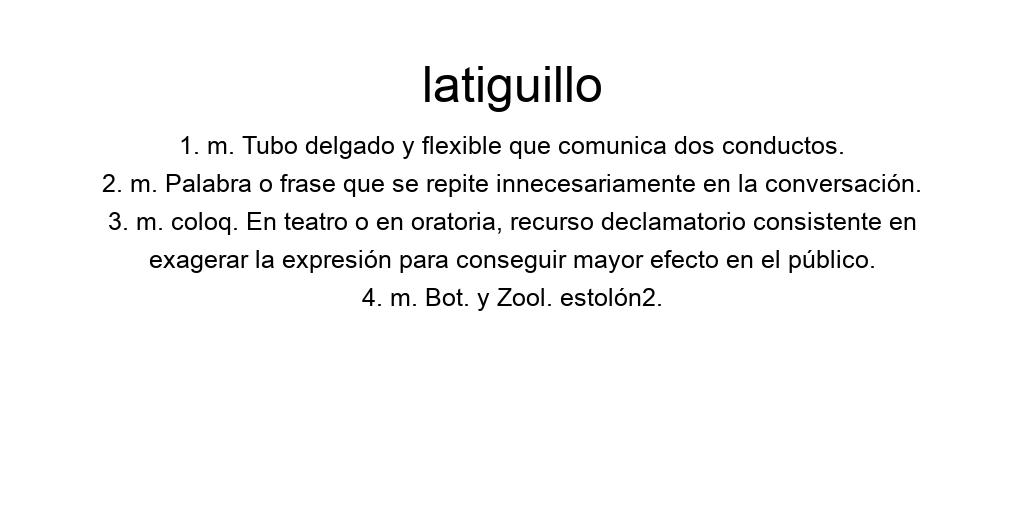 latiguillo
1. m. Tubo delgado y flexible que comunica dos conductos.
2. m. Palabra o frase que se repite innecesariamente en la conversación.
3. m. coloq. En teatro o en oratoria, recurso declamatorio consistente en
exagerar la expresión para conseguir mayor efecto en el público.
4. m. Bot. y Zool. estolón2.